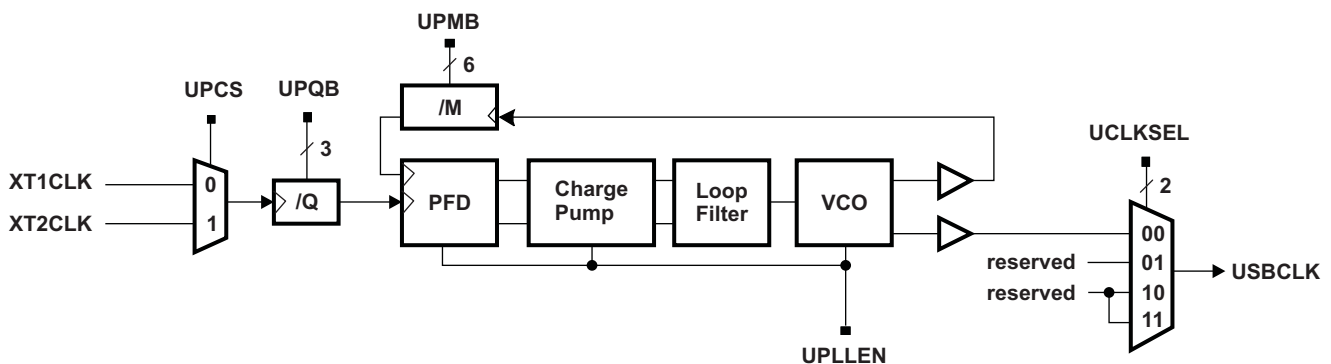 UPMB
6
UPCS
UPQB
/M
UCLKSEL
3
2
XT1CLK
0
/Q
PFD
Charge
Pump
Loop
Filter
VCO
XT2CLK
1
00
reserved
01
USBCLK
reserved
10
11
UPLLEN